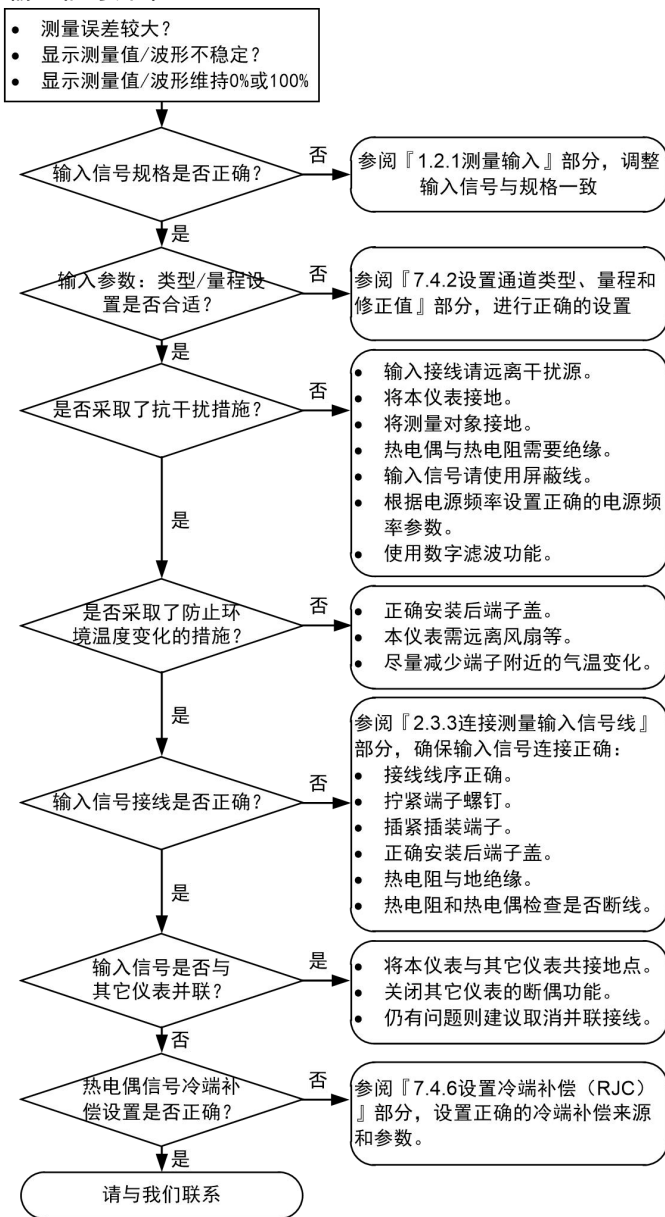 • 测量误差较大？
• 显示测量值/波形不稳定？
• 显示测量值/波形维持0%或100%
输入信号规格是否正确？
否
参阅『1.2.1测量输入』部分，调整
输入信号与规格一致
是
输入参数：类型/量程设
置是否合适？
否
参阅『7.4.2设置通道类型、量程和
修正值』部分，进行正确的设置
是
是否采取了抗干扰措施？
否
• 输入接线请远离干扰源。
• 将本仪表接地。
• 将测量对象接地。
• 热电偶与热电阻需要绝缘。
• 输入信号请使用屏蔽线。
• 根据电源频率设置正确的电源频
率参数。
• 使用数字滤波功能。
是
是否采取了防止环
境温度变化的措施？
否
• 正确安装后端子盖。
• 本仪表需远离风扇等。
• 尽量减少端子附近的气温变化。
是
输入信号接线是否正确？
否
参阅『2.3.3连接测量输入信号线』
部分，确保输入信号连接正确：
• 接线线序正确。
• 拧紧端子螺钉。
• 插紧插装端子。
• 正确安装后端子盖。
• 热电阻与地绝缘。
• 热电阻和热电偶检查是否断线。
是
输入信号是否与
其它仪表并联？
是
• 将本仪表与其它仪表共接地点。
• 关闭其它仪表的断偶功能。
• 仍有问题则建议取消并联接线。
否
热电偶信号冷端补
偿设置是否正确？
否
参阅『7.4.6设置冷端补偿（RJC）
』部分，设置正确的冷端补偿来源
和参数。
是
请与我们联系